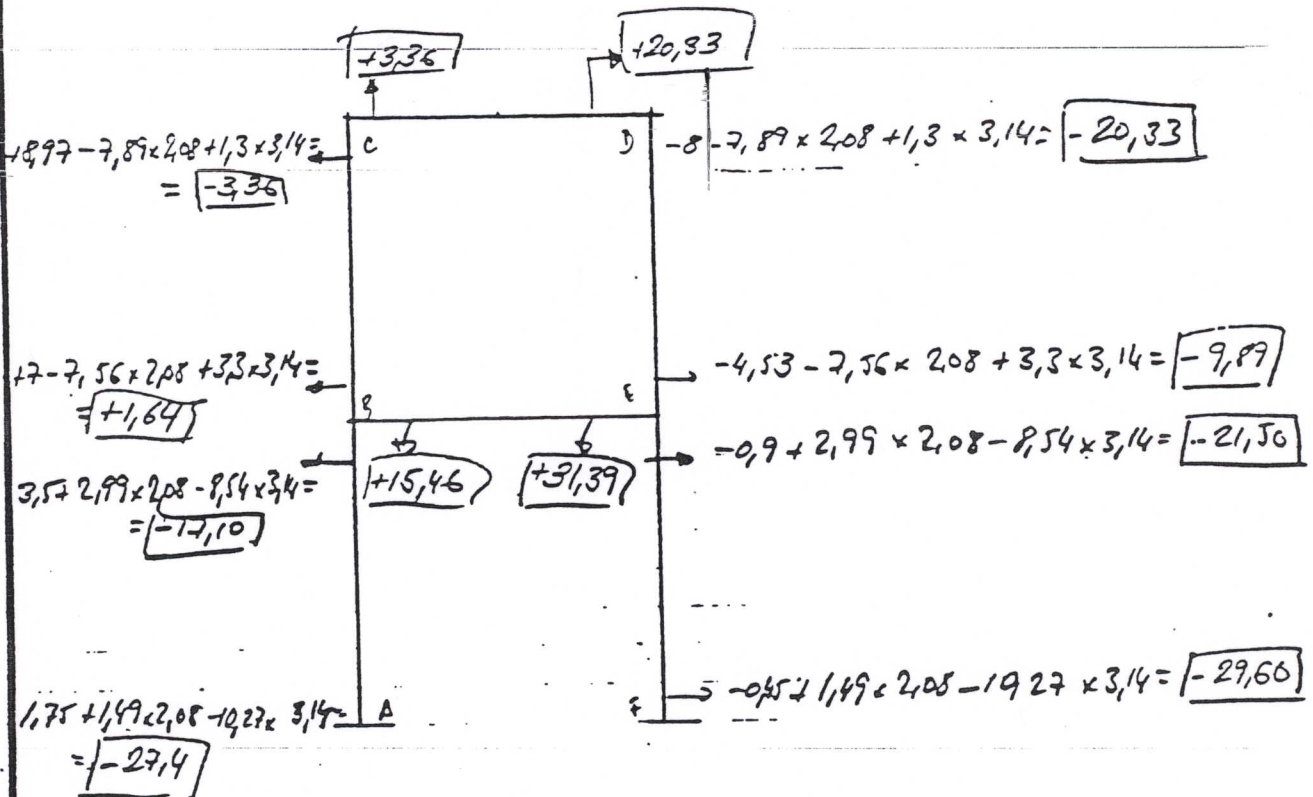 +3,36
+20,33
+8,97-7,89×2,08+1,3×3,14=
= -3,36
C
D
-8-7,89×2,08+1,3×3,14= -20,33
+7-7,56×2,08+3,3×3,14=
= +1,64
-4,53-7,56×2,08+3,3×3,14= -9,89
B
E
+15,46
+31,39
-0,9+2,99×2,08-8,54×3,14= -21,50
3,5+2,99×2,08-8,54×3,14=
= -17,10
-0,45+1,49×2,08-10,27×3,14= -29,60
1,75+1,49×2,08-10,27×3,14=
A
F
= -27,4